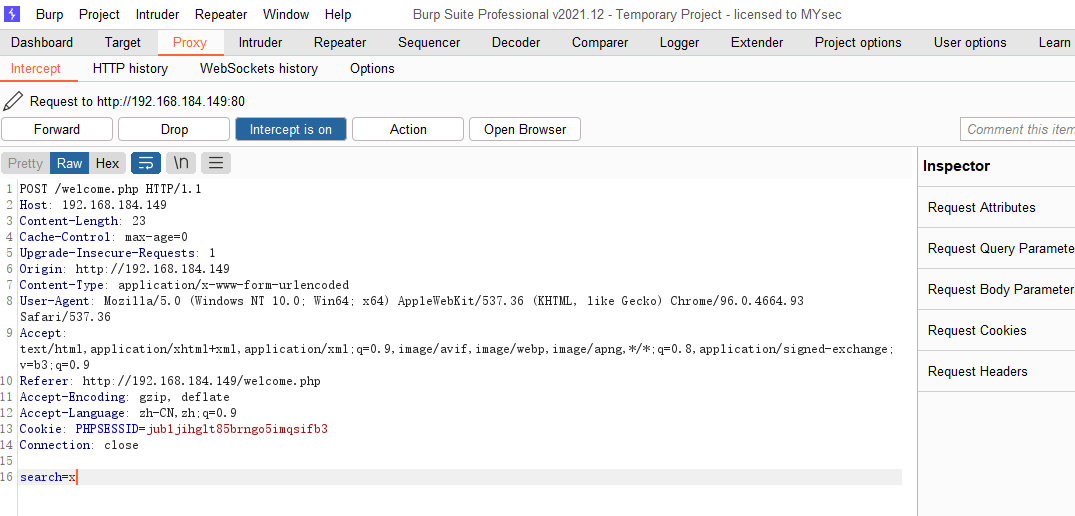 Burp Project Intruder Repeater Window Help Burp Suite Professional v2021.12 - Temporary Project - licensed to MYsec
Dashboard Target Proxy Intruder Repeater Sequencer Decoder Comparer Logger Extender Project options User options Learn
Intercept HTTP history WebSockets history Options
Request to http://192.168.184.149:80
Forward Drop Intercept is on Action Open Browser Comment this item
Pretty Raw Hex \n
Inspector
Request Attributes
Request Query Paramete
Request Body Parameter
Request Cookies
Request Headers
1 POST /welcome.php HTTP/1.1
2 Host: 192.168.184.149
3 Content-Length: 23
4 Cache-Control: max-age=0
5 Upgrade-Insecure-Requests: 1
6 Origin: http://192.168.184.149
7 Content-Type: application/x-www-form-urlencoded
8 User-Agent: Mozilla/5.0 (Windows NT 10.0; Win64; x64) AppleWebKit/537.36 (KHTML, like Gecko) Chrome/96.0.4664.93
Safari/537.36
9 Accept:
text/html,application/xhtml+xml,application/xml;q=0.9,image/avif,image/webp,image/apng,*/*;q=0.8,application/signed-exchange;
v=b3;q=0.9
10 Referer: http://192.168.184.149/welcome.php
11 Accept-Encoding: gzip, deflate
12 Accept-Language: zh-CN,zh;q=0.9
13 Cookie: PHPSESSID=jub1jihglt85brngo5imqsifb3
14 Connection: close
15
16 search=x